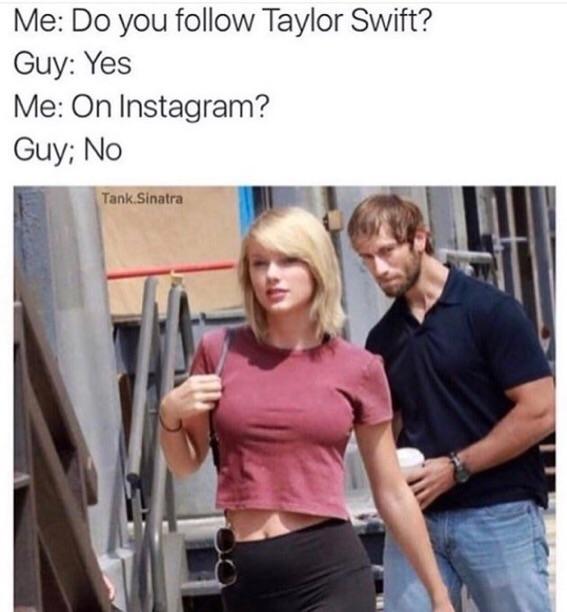 Me: Do you follow Taylor Swift?
Guy: Yes
Me: On Instagram?
Guy; No
Tank.Sinatra